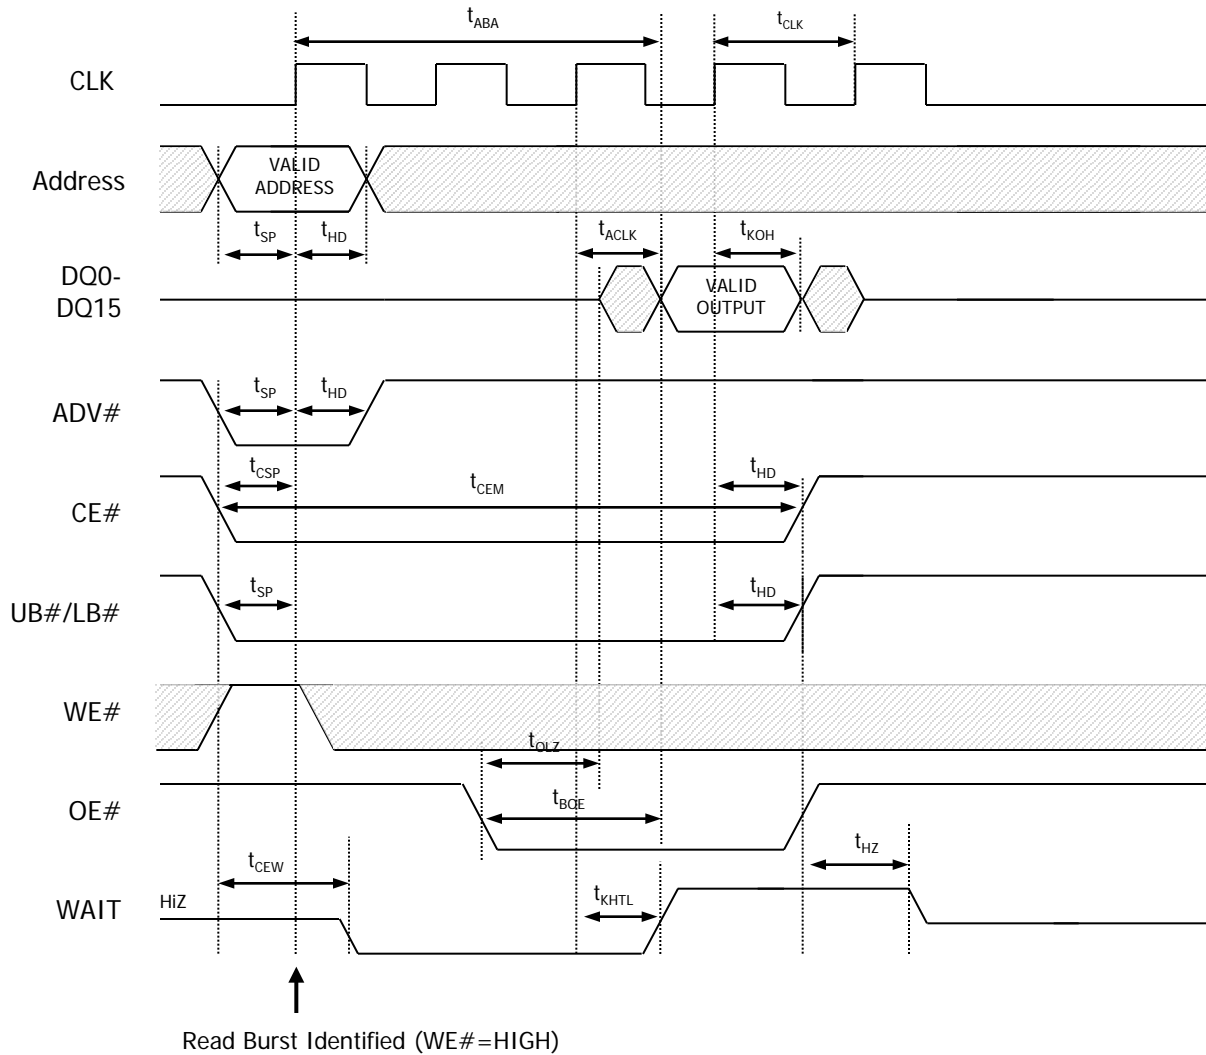 tABA
tCLK
CLK
Address
VALID
ADDRESS
tSP
tHD
tACLK
tKOH
DQ0-
DQ15
VALID
OUTPUT
ADV#
tSP
tHD
CE#
tCSP
tCEM
tHD
UB#/LB#
tSP
tHD
WE#
tOLZ
OE#
tBOE
tHZ
tCEW
WAIT
HiZ
tKHTL
Read Burst Identified (WE#=HIGH)